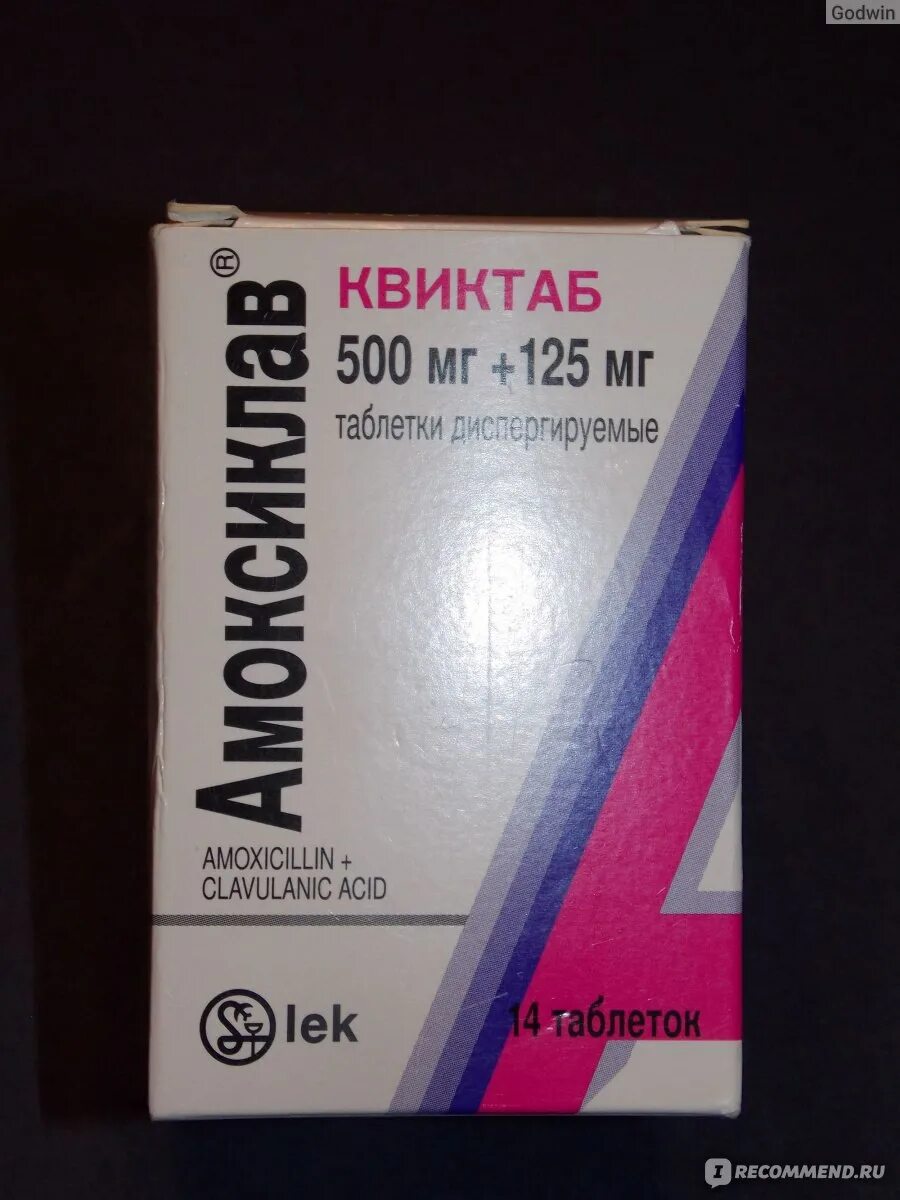 Godwin
Амоксиклав®
КВИКТАБ
500 мг + 125 мг
таблетки диспергируемые
AMOXICILLIN +
CLAVULANIC ACID
lek
14 таблеток
I RECOMMEND.RU